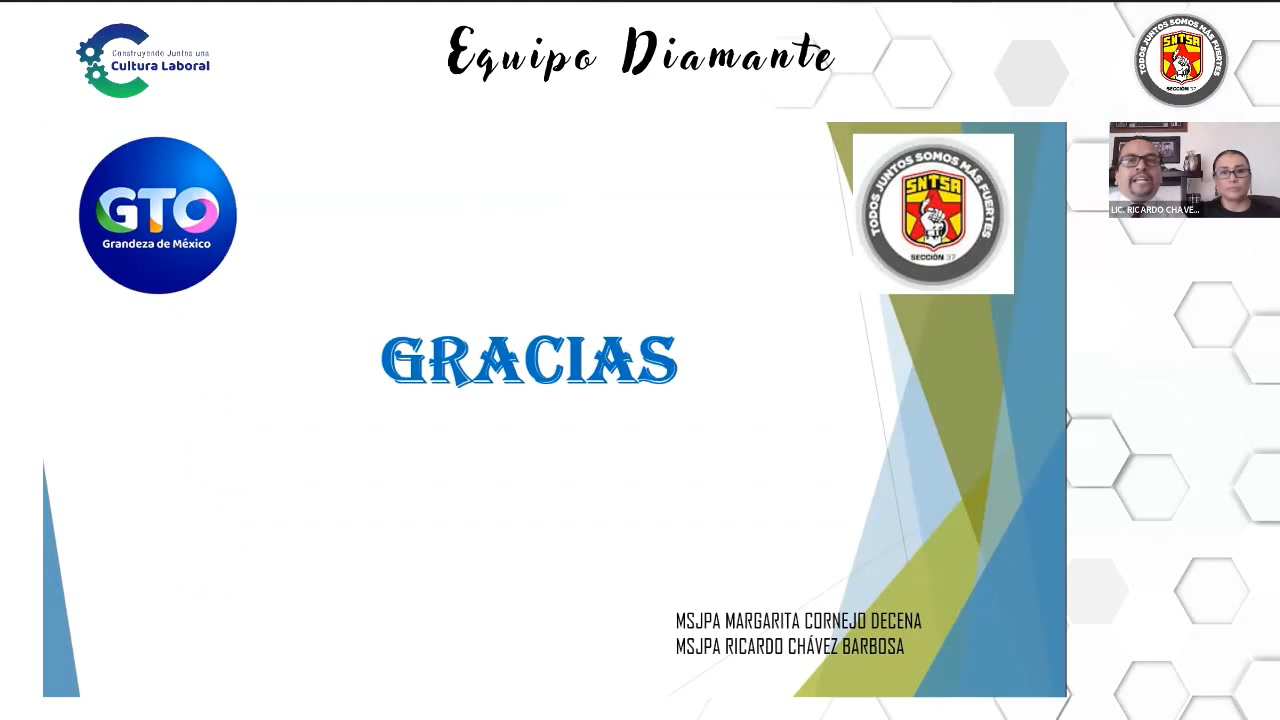 Construyendo Juntos una
Cultura Laboral
Equipo Diamante
TODOS JUNTOS SOMOS MÁS FUERTES
SNTSA
SECCIÓN 37
GTO
Grandeza de México
TODOS JUNTOS SOMOS MÁS FUERTES
SNTSA
SECCIÓN 37
LIC. RICARDO CHAVE...
GRACIAS
MSJPA MARGARITA CORNEJO DECENA
MSJPA RICARDO CHÁVEZ BARBOSA